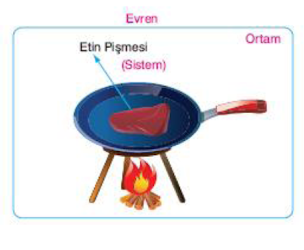 Evren
Ortam
Etin Pişmesi
(Sistem)